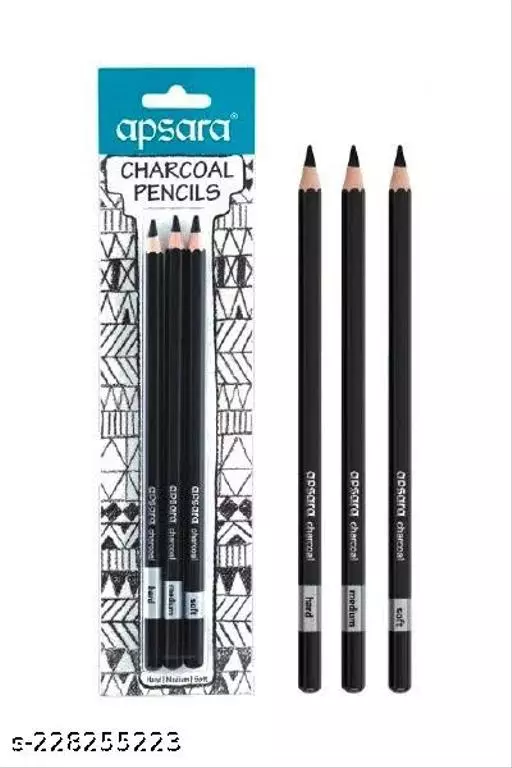 apsara®
CHARCOAL
PENCILS
apsara charcoal hard
apsara charcoal medium
apsara charcoal soft
Hard | Medium | Soft
apsara charcoal hard
apsara charcoal medium
apsara charcoal soft
s-228255223